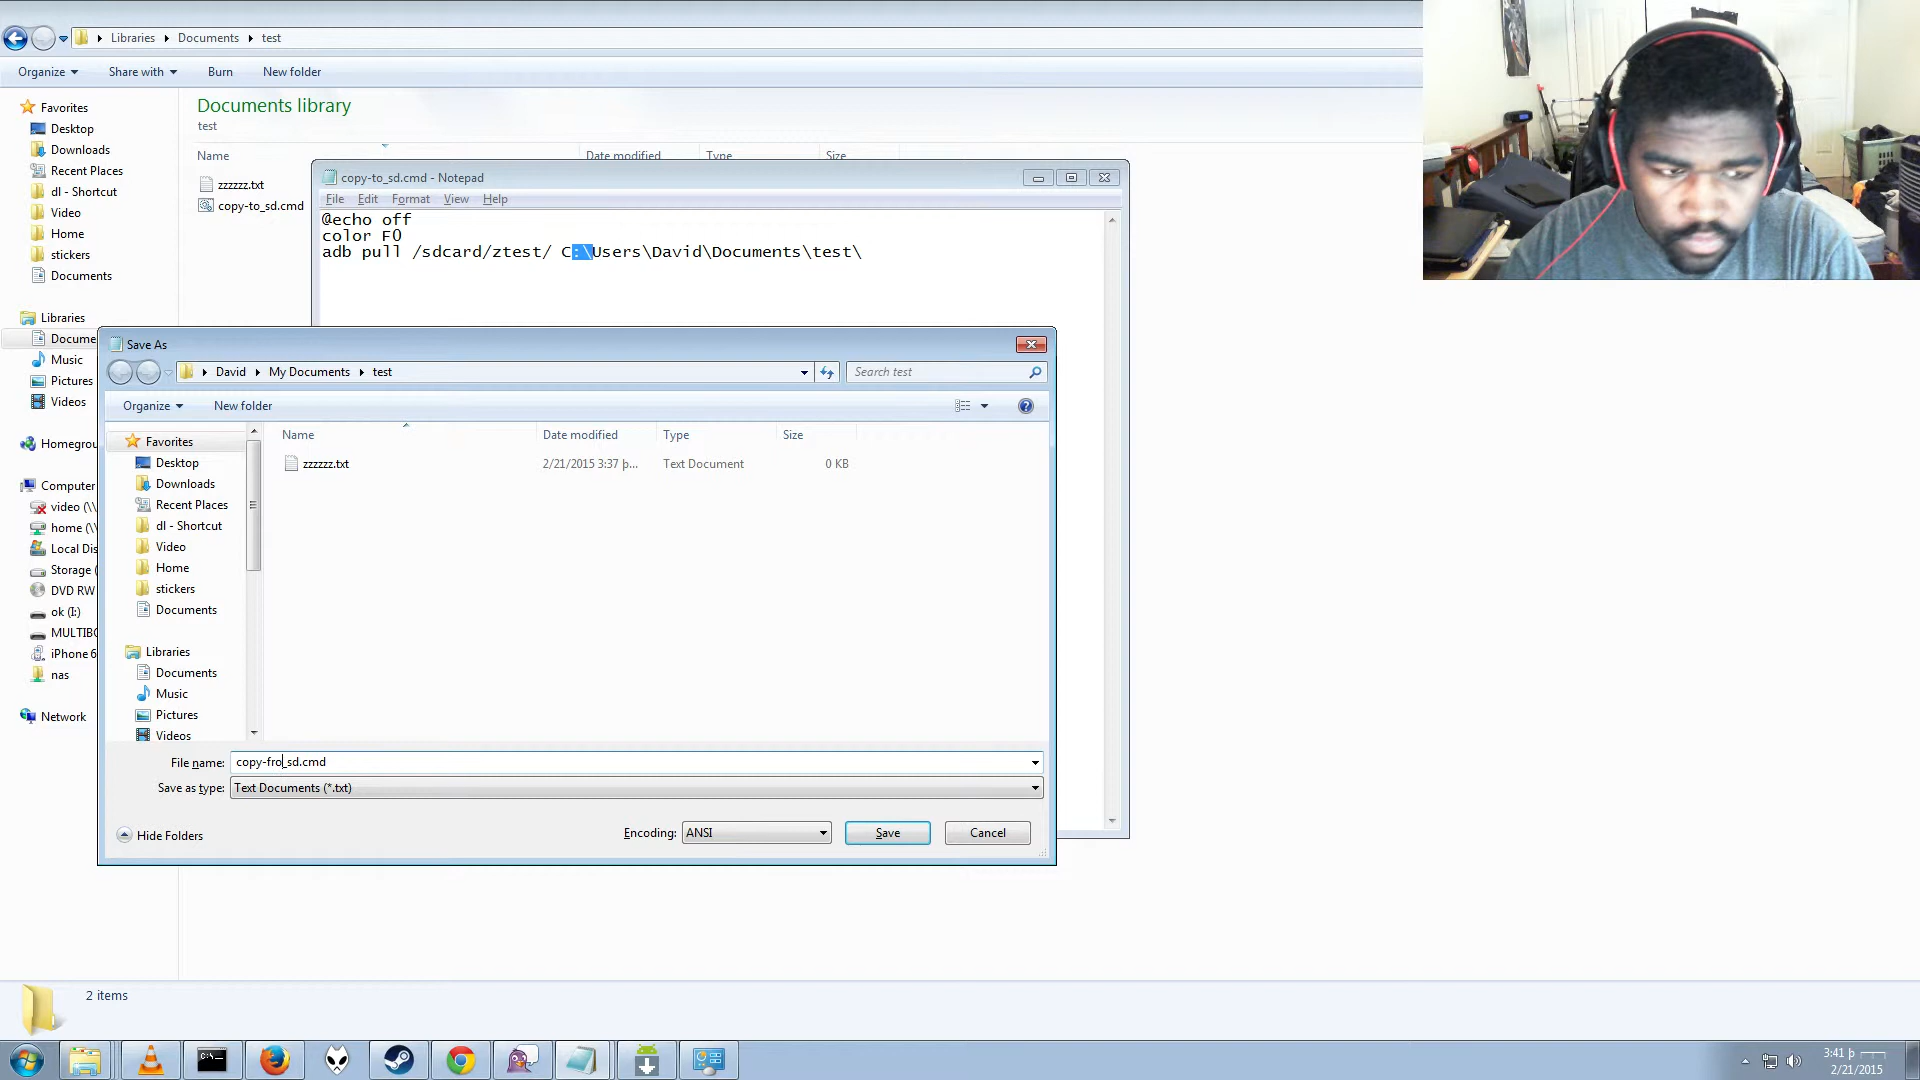 Libraries Documents test
Organize Share with Burn New folder
Favorites
Desktop
Downloads
Recent Places
dl - Shortcut
Video
Home
stickers
Documents
Libraries
Docume
Music
Pictures
Videos
Homegrou
Computer
video (\\
home (\\
Local Dis
Storage (
DVD RW
ok (I:)
MULTIBO
iPhone 6
nas
Network
Documents library
test
Name Date modified Type Size
zzzzzz.txt
copy-to_sd.cmd
copy-to_sd.cmd - Notepad
File Edit Format View Help
@echo off
color F0
adb pull /sdcard/ztest/ C:\Users\David\Documents\test\
Save As
David My Documents test Search test
Organize New folder
Favorites
Desktop
Downloads
Recent Places
dl - Shortcut
Video
Home
stickers
Documents
Libraries
Documents
Music
Pictures
Videos
Name Date modified Type Size
zzzzzz.txt 2/21/2015 3:37 þ... Text Document 0 KB
File name: copy-fro_sd.cmd
Save as type: Text Documents (*.txt)
Hide Folders Encoding: ANSI Save Cancel
2 items
C:\.
3:41 þ
2/21/2015